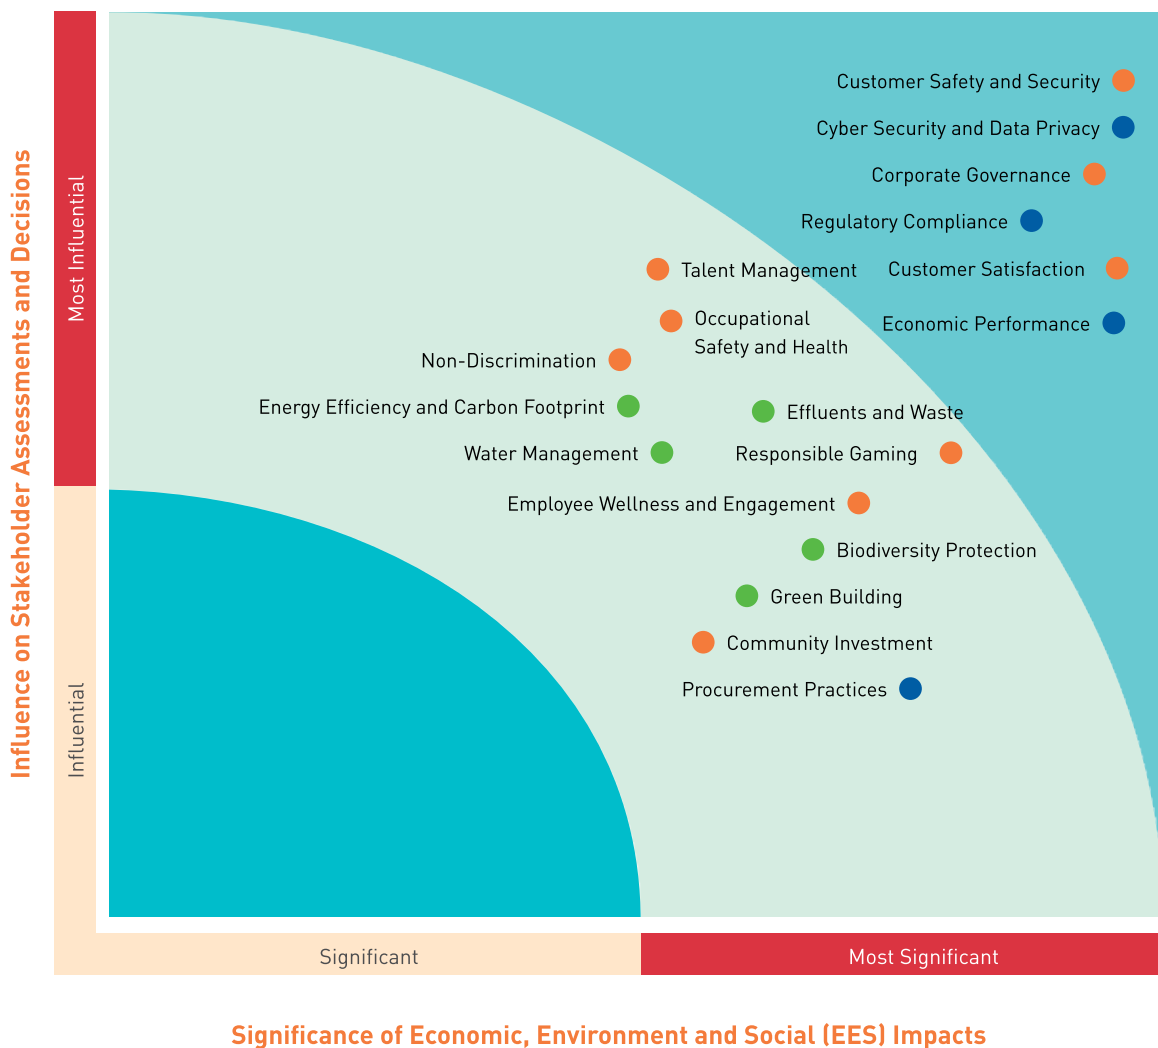 Influence on Stakeholder Assessments and Decisions
Most Influential
Influential
Customer Safety and Security
Cyber Security and Data Privacy
Corporate Governance
Regulatory Compliance
Talent Management
Customer Satisfaction
Occupational
Safety and Health
Economic Performance
Non-Discrimination
Energy Efficiency and Carbon Footprint
Effluents and Waste
Water Management
Responsible Gaming
Employee Wellness and Engagement
Biodiversity Protection
Green Building
Community Investment
Procurement Practices
Significant
Most Significant
Significance of Economic, Environment and Social (EES) Impacts